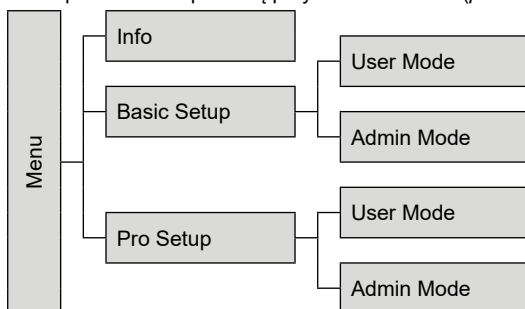 Info
User Mode
Basic Setup
Admin Mode
Menu
User Mode
Pro Setup
Admin Mode